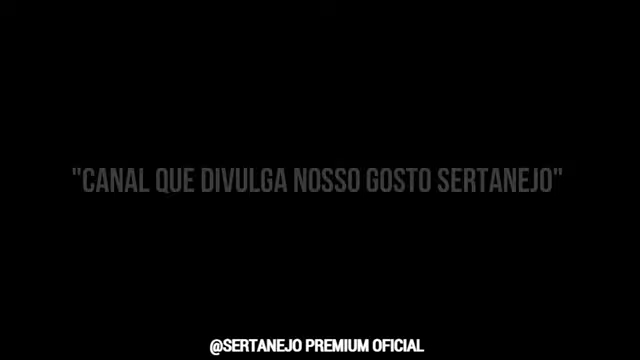 "CANAL QUE DIVULGA NOSSO GOSTO SERTANEJO"
@SERTANEJO PREMIUM OFICIAL